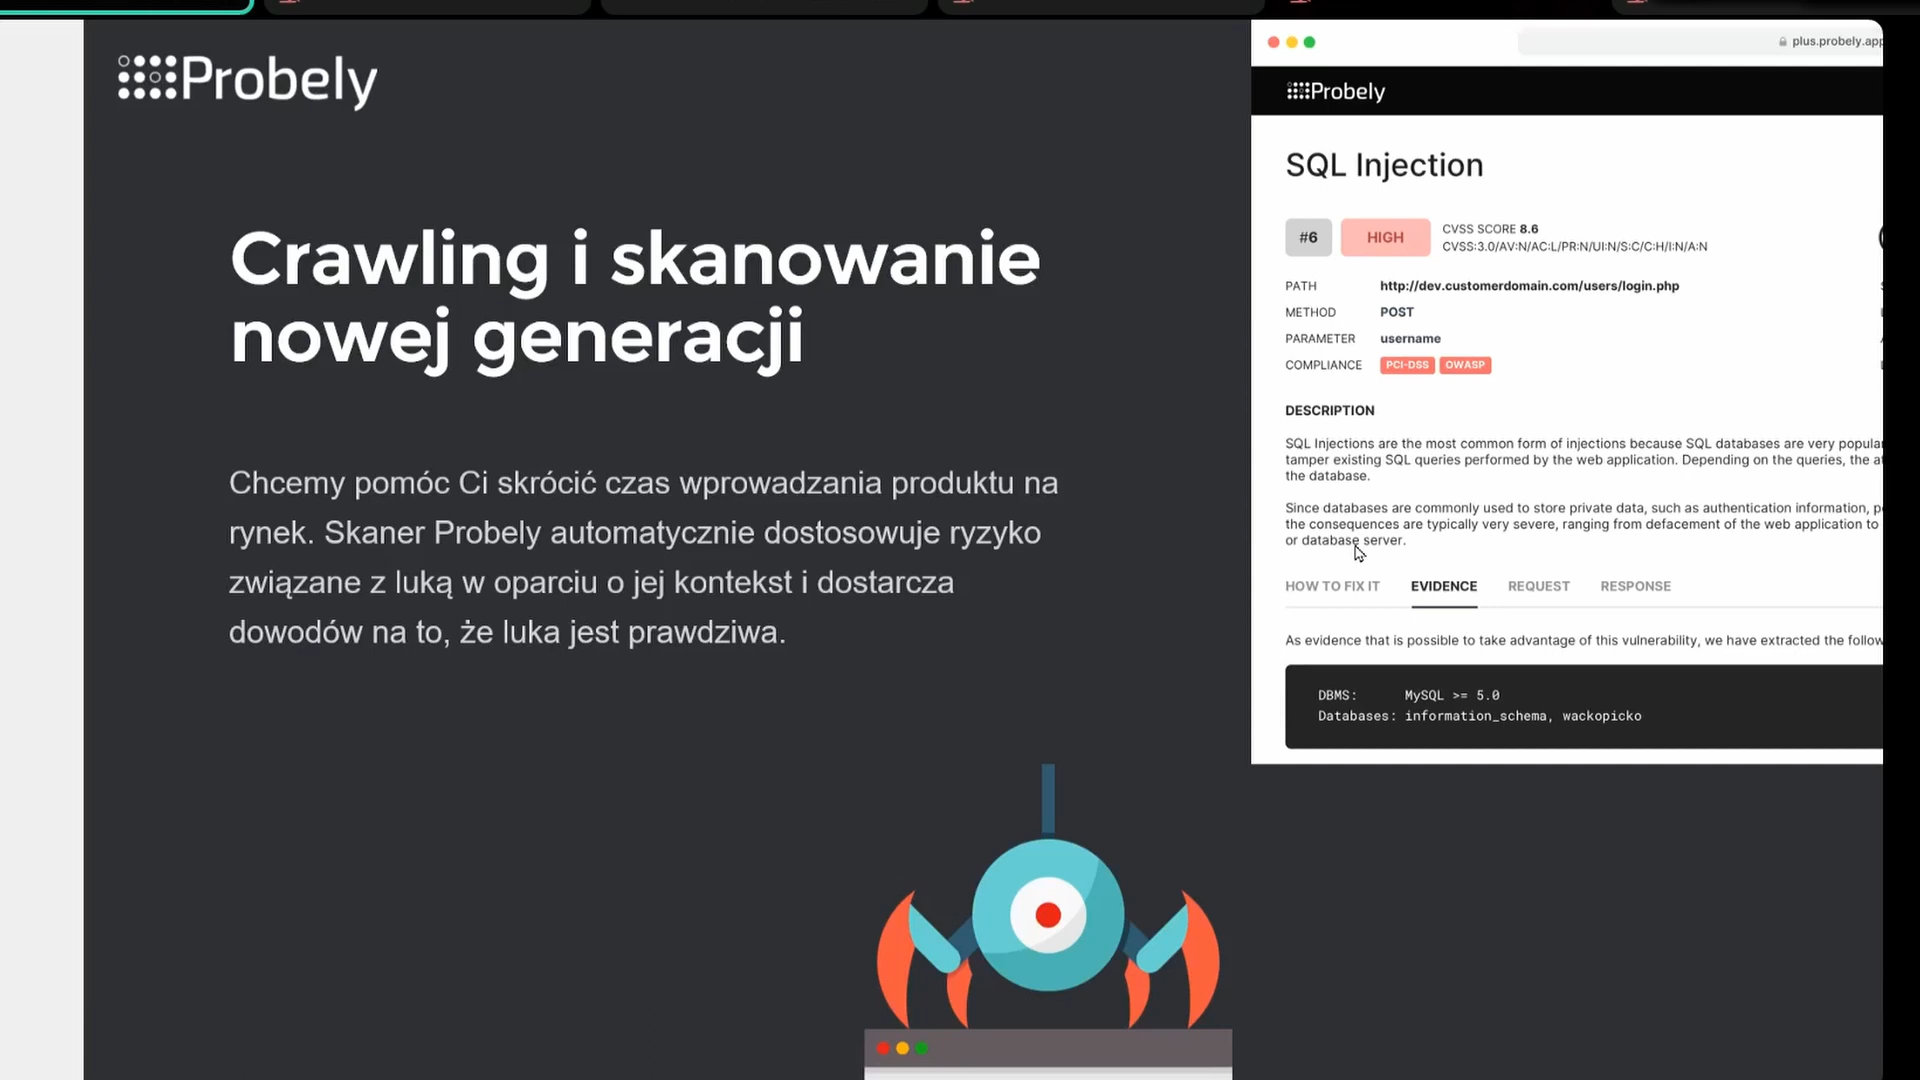 Probely
Crawling i skanowanie
nowej generacji
Chcemy pomóc Ci skrócić czas wprowadzania produktu na
rynek. Skaner Probely automatycznie dostosowuje ryzyko
związane z luką w oparciu o jej kontekst i dostarcza
dowodów na to, że luka jest prawdziwa.
plus.probely.app
Probely
SQL Injection
#6 HIGH CVSS SCORE 8.6
CVSS:3.0/AV:N/AC:L/PR:N/UI:N/S:C/C:H/I:N/A:N
PATH http://dev.customerdomain.com/users/login.php
METHOD POST
PARAMETER username
COMPLIANCE PCI-DSS OWASP
DESCRIPTION
SQL Injections are the most common form of injections because SQL databases are very popular
tamper existing SQL queries performed by the web application. Depending on the queries, the
the database.
Since databases are commonly used to store private data, such as authentication information,
the consequences are typically very severe, ranging from defacement of the web application to
or database server.
HOW TO FIX IT EVIDENCE REQUEST RESPONSE
As evidence that is possible to take advantage of this vulnerability, we have extracted the
DBMS: MySQL >= 5.0
Databases: information_schema, wackopicko